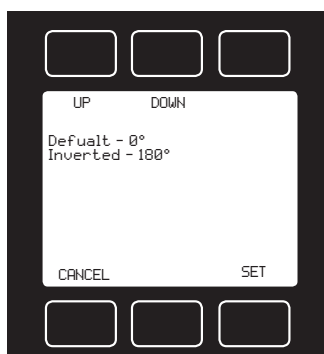 UP DOWN
Defualt - 0°
Inverted - 180°
CANCEL SET